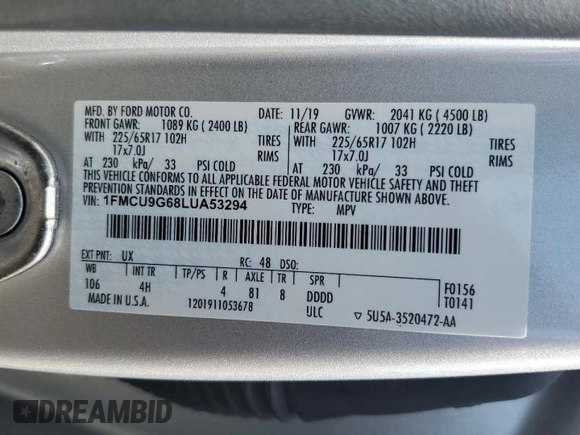 MFD. BY FORD MOTOR CO.
DATE: 11/19 GVWR: 2041 KG ( 4500 LB)
FRONT GAWR: 1089 KG ( 2400 LB)
REAR GAWR: 1007 KG ( 2220 LB)
WITH 225/65R17 102H TIRES
WITH 225/65R17 102H TIRES
17x7.0J RIMS
17x7.0J RIMS
AT 230 kPa/ 33 PSI COLD
AT 230 kPa/ 33 PSI COLD
THIS VEHICLE CONFORMS TO ALL APPLICABLE FEDERAL MOTOR VEHICLE SAFETY AND THEFT
PREVENTION STANDARDS IN EFFECT ON THE DATE OF MANUFACTURE SHOWN ABOVE.
VIN: 1FMCU9G68LUA53294
TYPE: MPV
EXT PNT: UX RC: 48 DSO:
WB INT TR TP/PS R AXLE TR SPR
106 4H 4 81 8 DDDD
F0156
T0141
MADE IN U.S.A. 1201911053678 ULC
5U5A-3520472-AA
DREAMBID